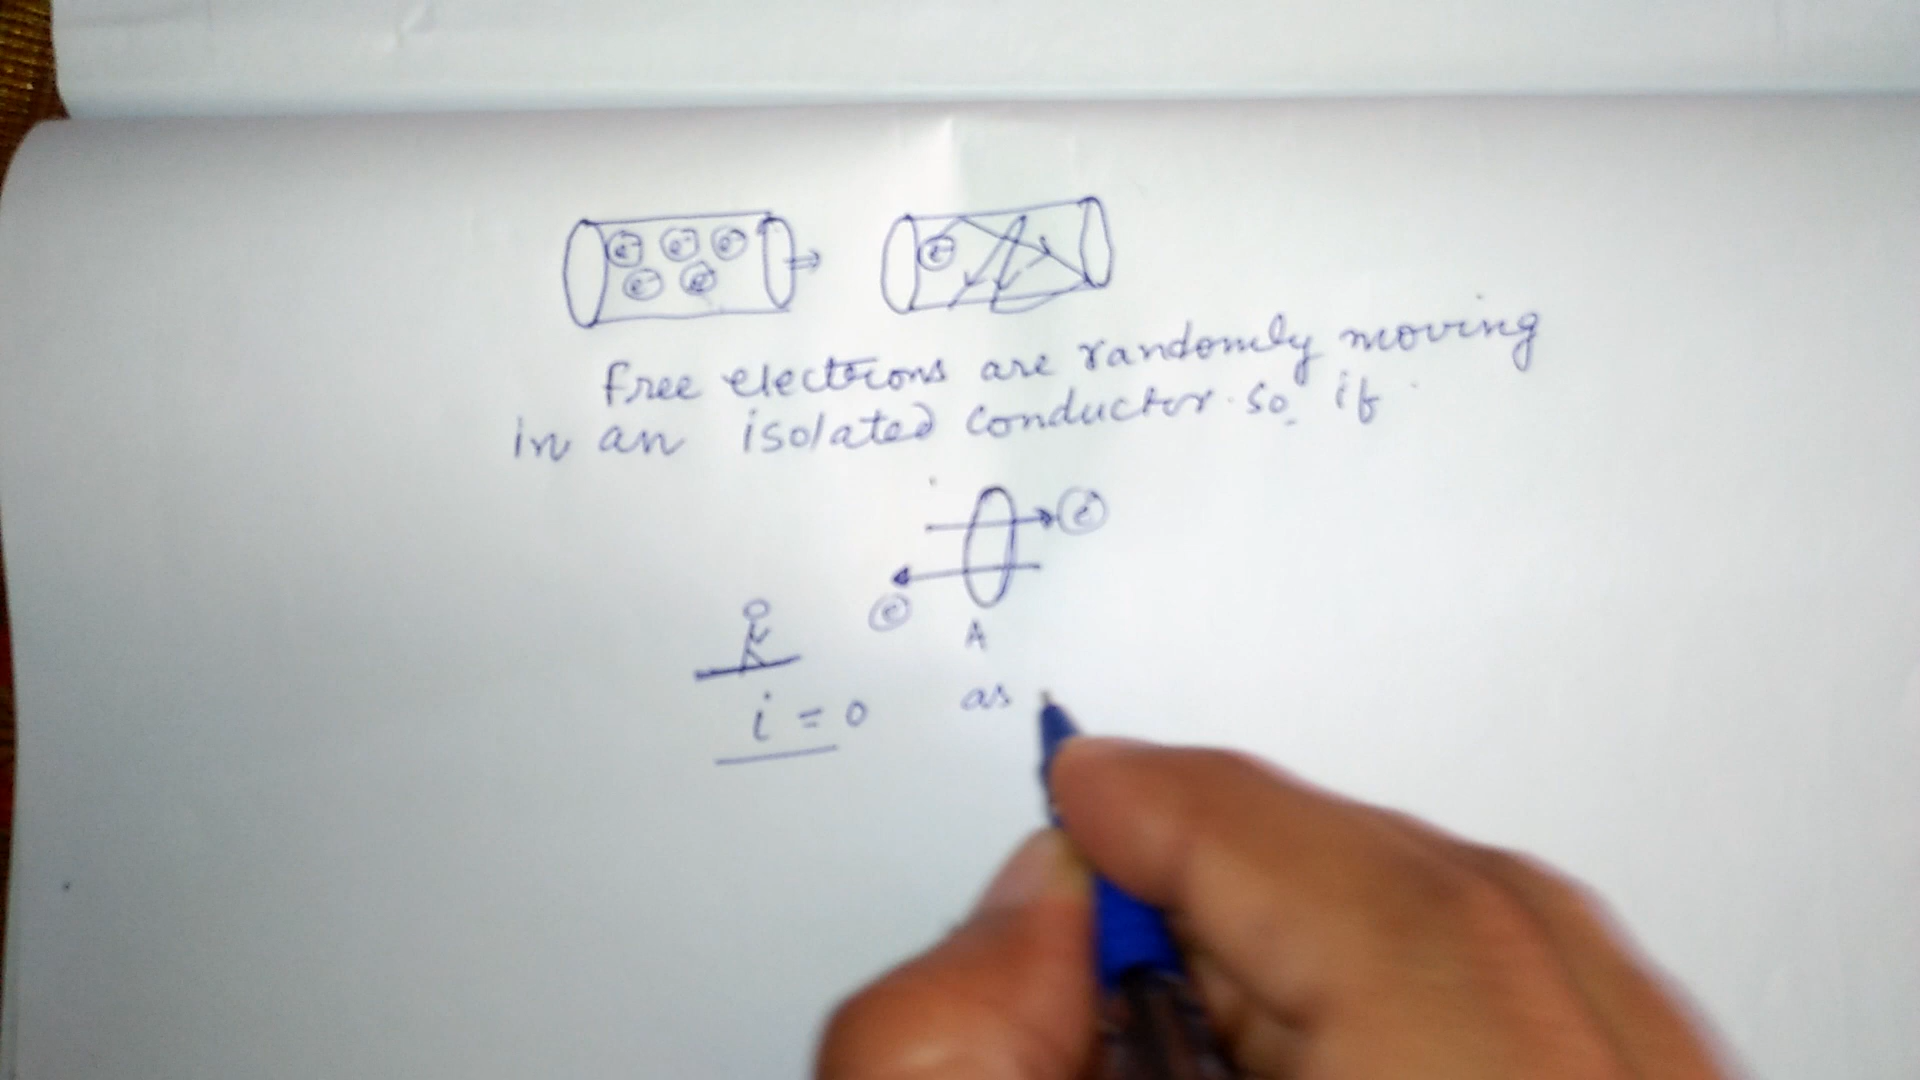 e⁻ e⁻ e⁻
e⁻ e⁻
e⁻
free electrons are randomly moving
in an isolated conductor. so if
e
e
A
i = 0 as